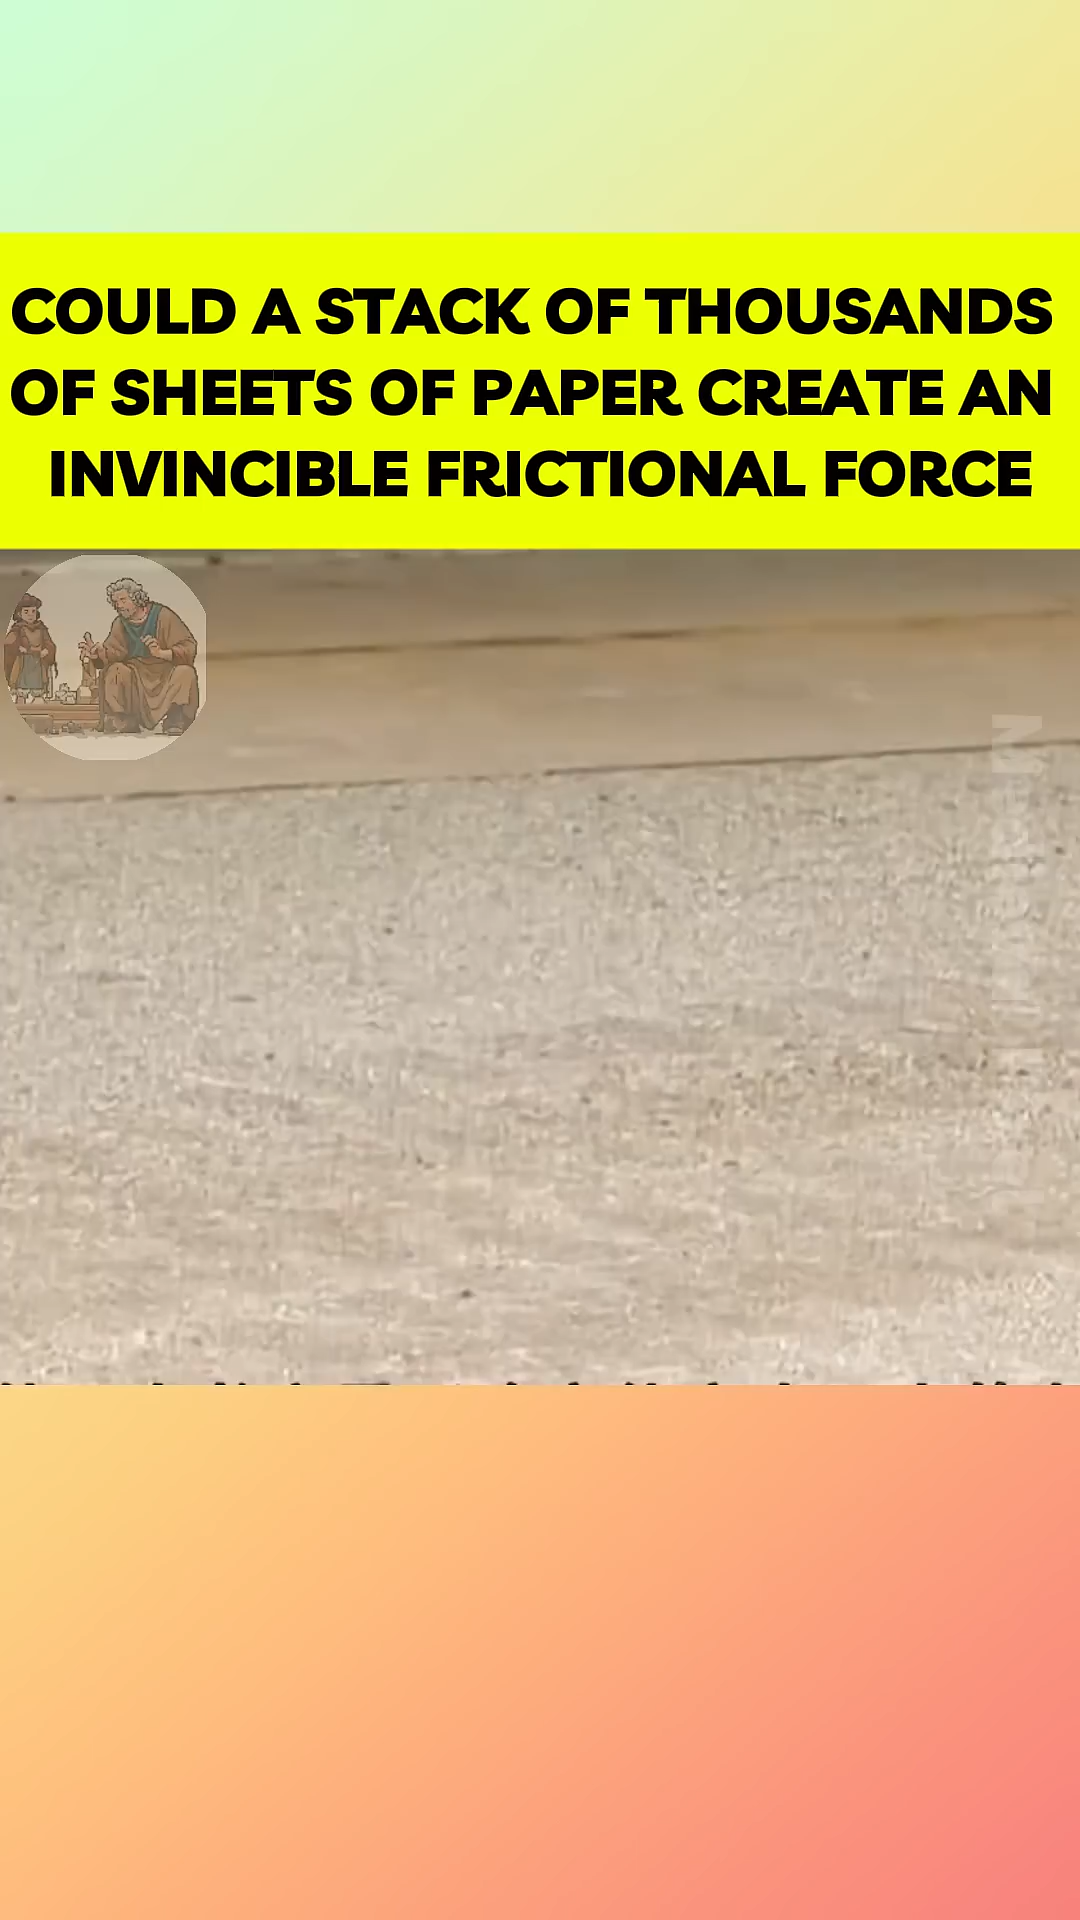 COULD A STACK OF THOUSANDS
OF SHEETS OF PAPER CREATE AN
INVINCIBLE FRICTIONAL FORCE